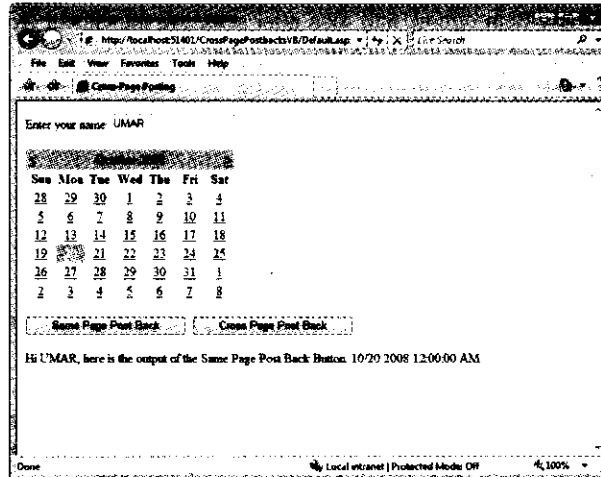 http://localhost:51401/CrossPagePostbacksVB/Default.asp
Live Search
File Edit View Favorites Tools Help
Cross-Page Posting
Enter your name UMAR
October 2008
Sun Mon Tue Wed Thu Fri Sat
28 29 30 1 2 3 4
5 6 7 8 9 10 11
12 13 14 15 16 17 18
19 21 22 23 24 25
26 27 28 29 30 31 1
2 3 4 5 6 7 8
Same Page Post Back Cross Page Post Back
Hi UMAR, here is the output of the Same Page Post Back Button. 10/20 2008 12:00:00 AM
Done Local intranet | Protected Mode: Off 100%